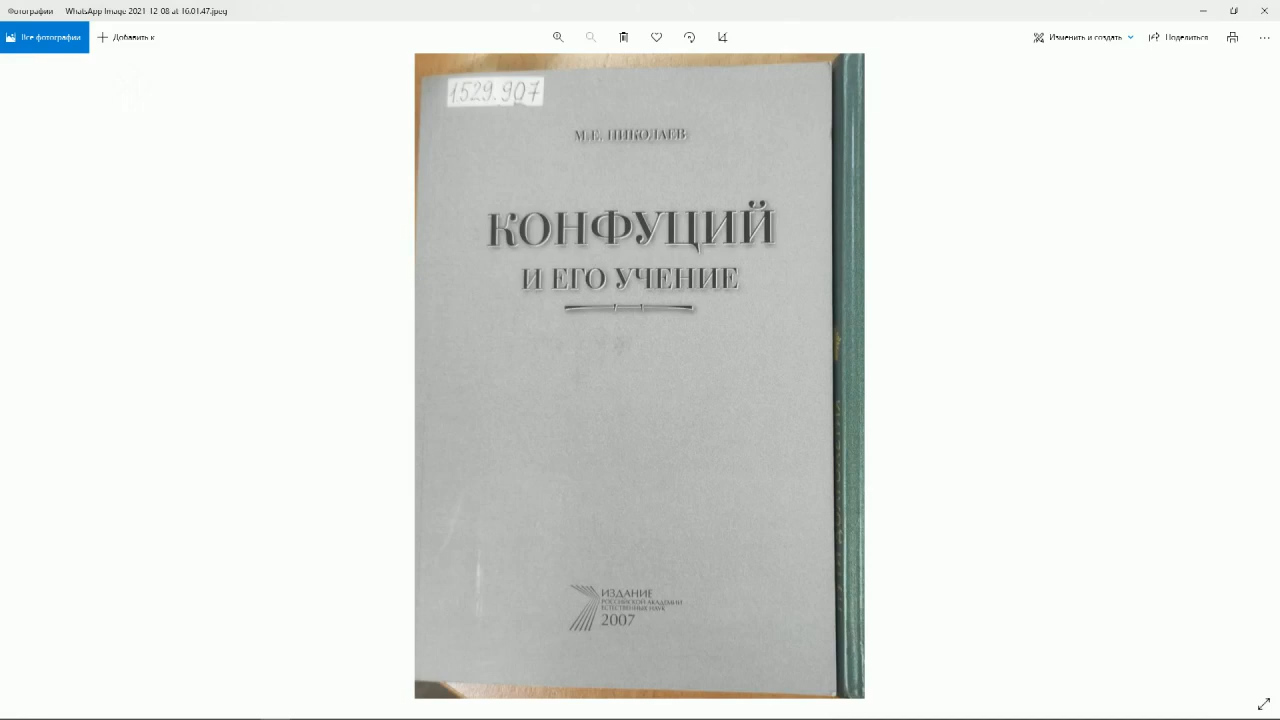 Фотографии - WhatsApp Image 2021-12-08 at 16.01.47.jpeg
Все фотографии
Добавить к
Изменить и создать
Поделиться
1529.907
М.Е. НИКОЛАЕВ
КОНФУЦИЙ
И ЕГО УЧЕНИЕ
ИЗДАНИЕ
РОССИЙСКОЙ АКАДЕМИИ
ЕСТЕСТВЕННЫХ НАУК
2007